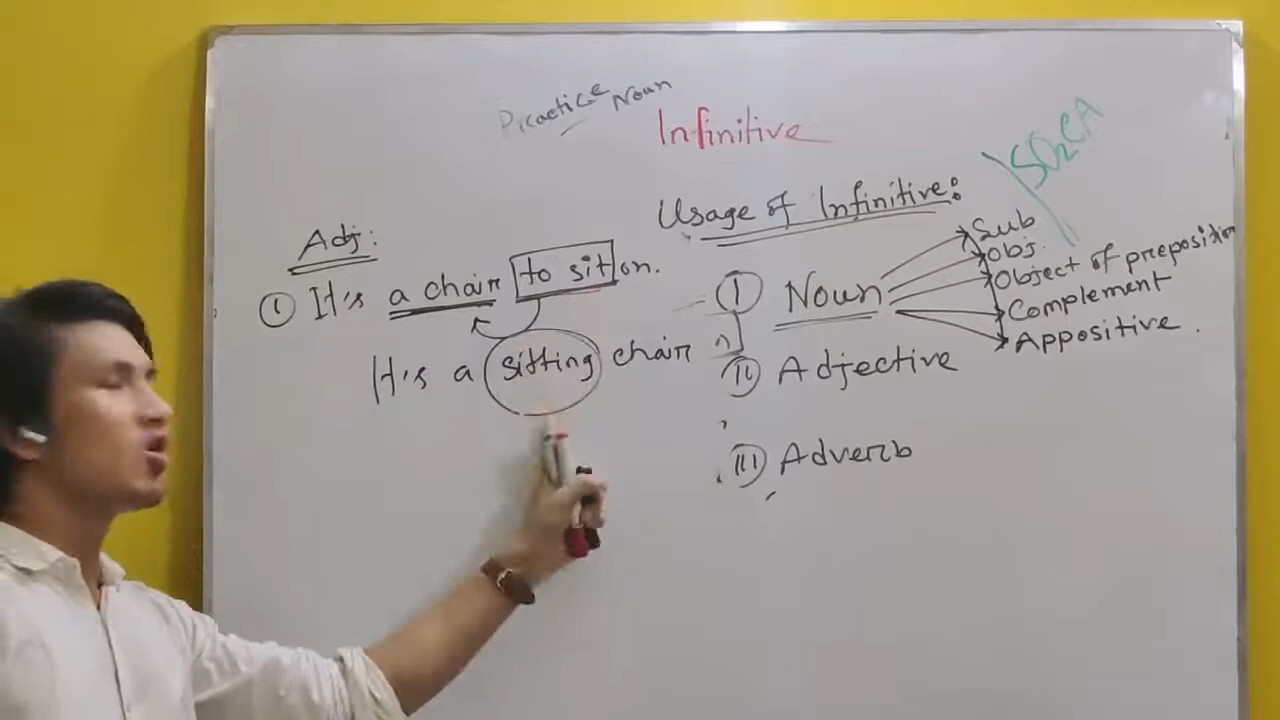 Practice Noun
Infinitive
SO2CA
Usage of Infinitive:
Adj:
① It's a chair to sit on.
It's a sitting chair
Ⓘ Noun
Sub
Obj.
Object of preposition
Complement
Appositive.
ⓘⓘ Adjective
ⓘⓘⓘ Adverb